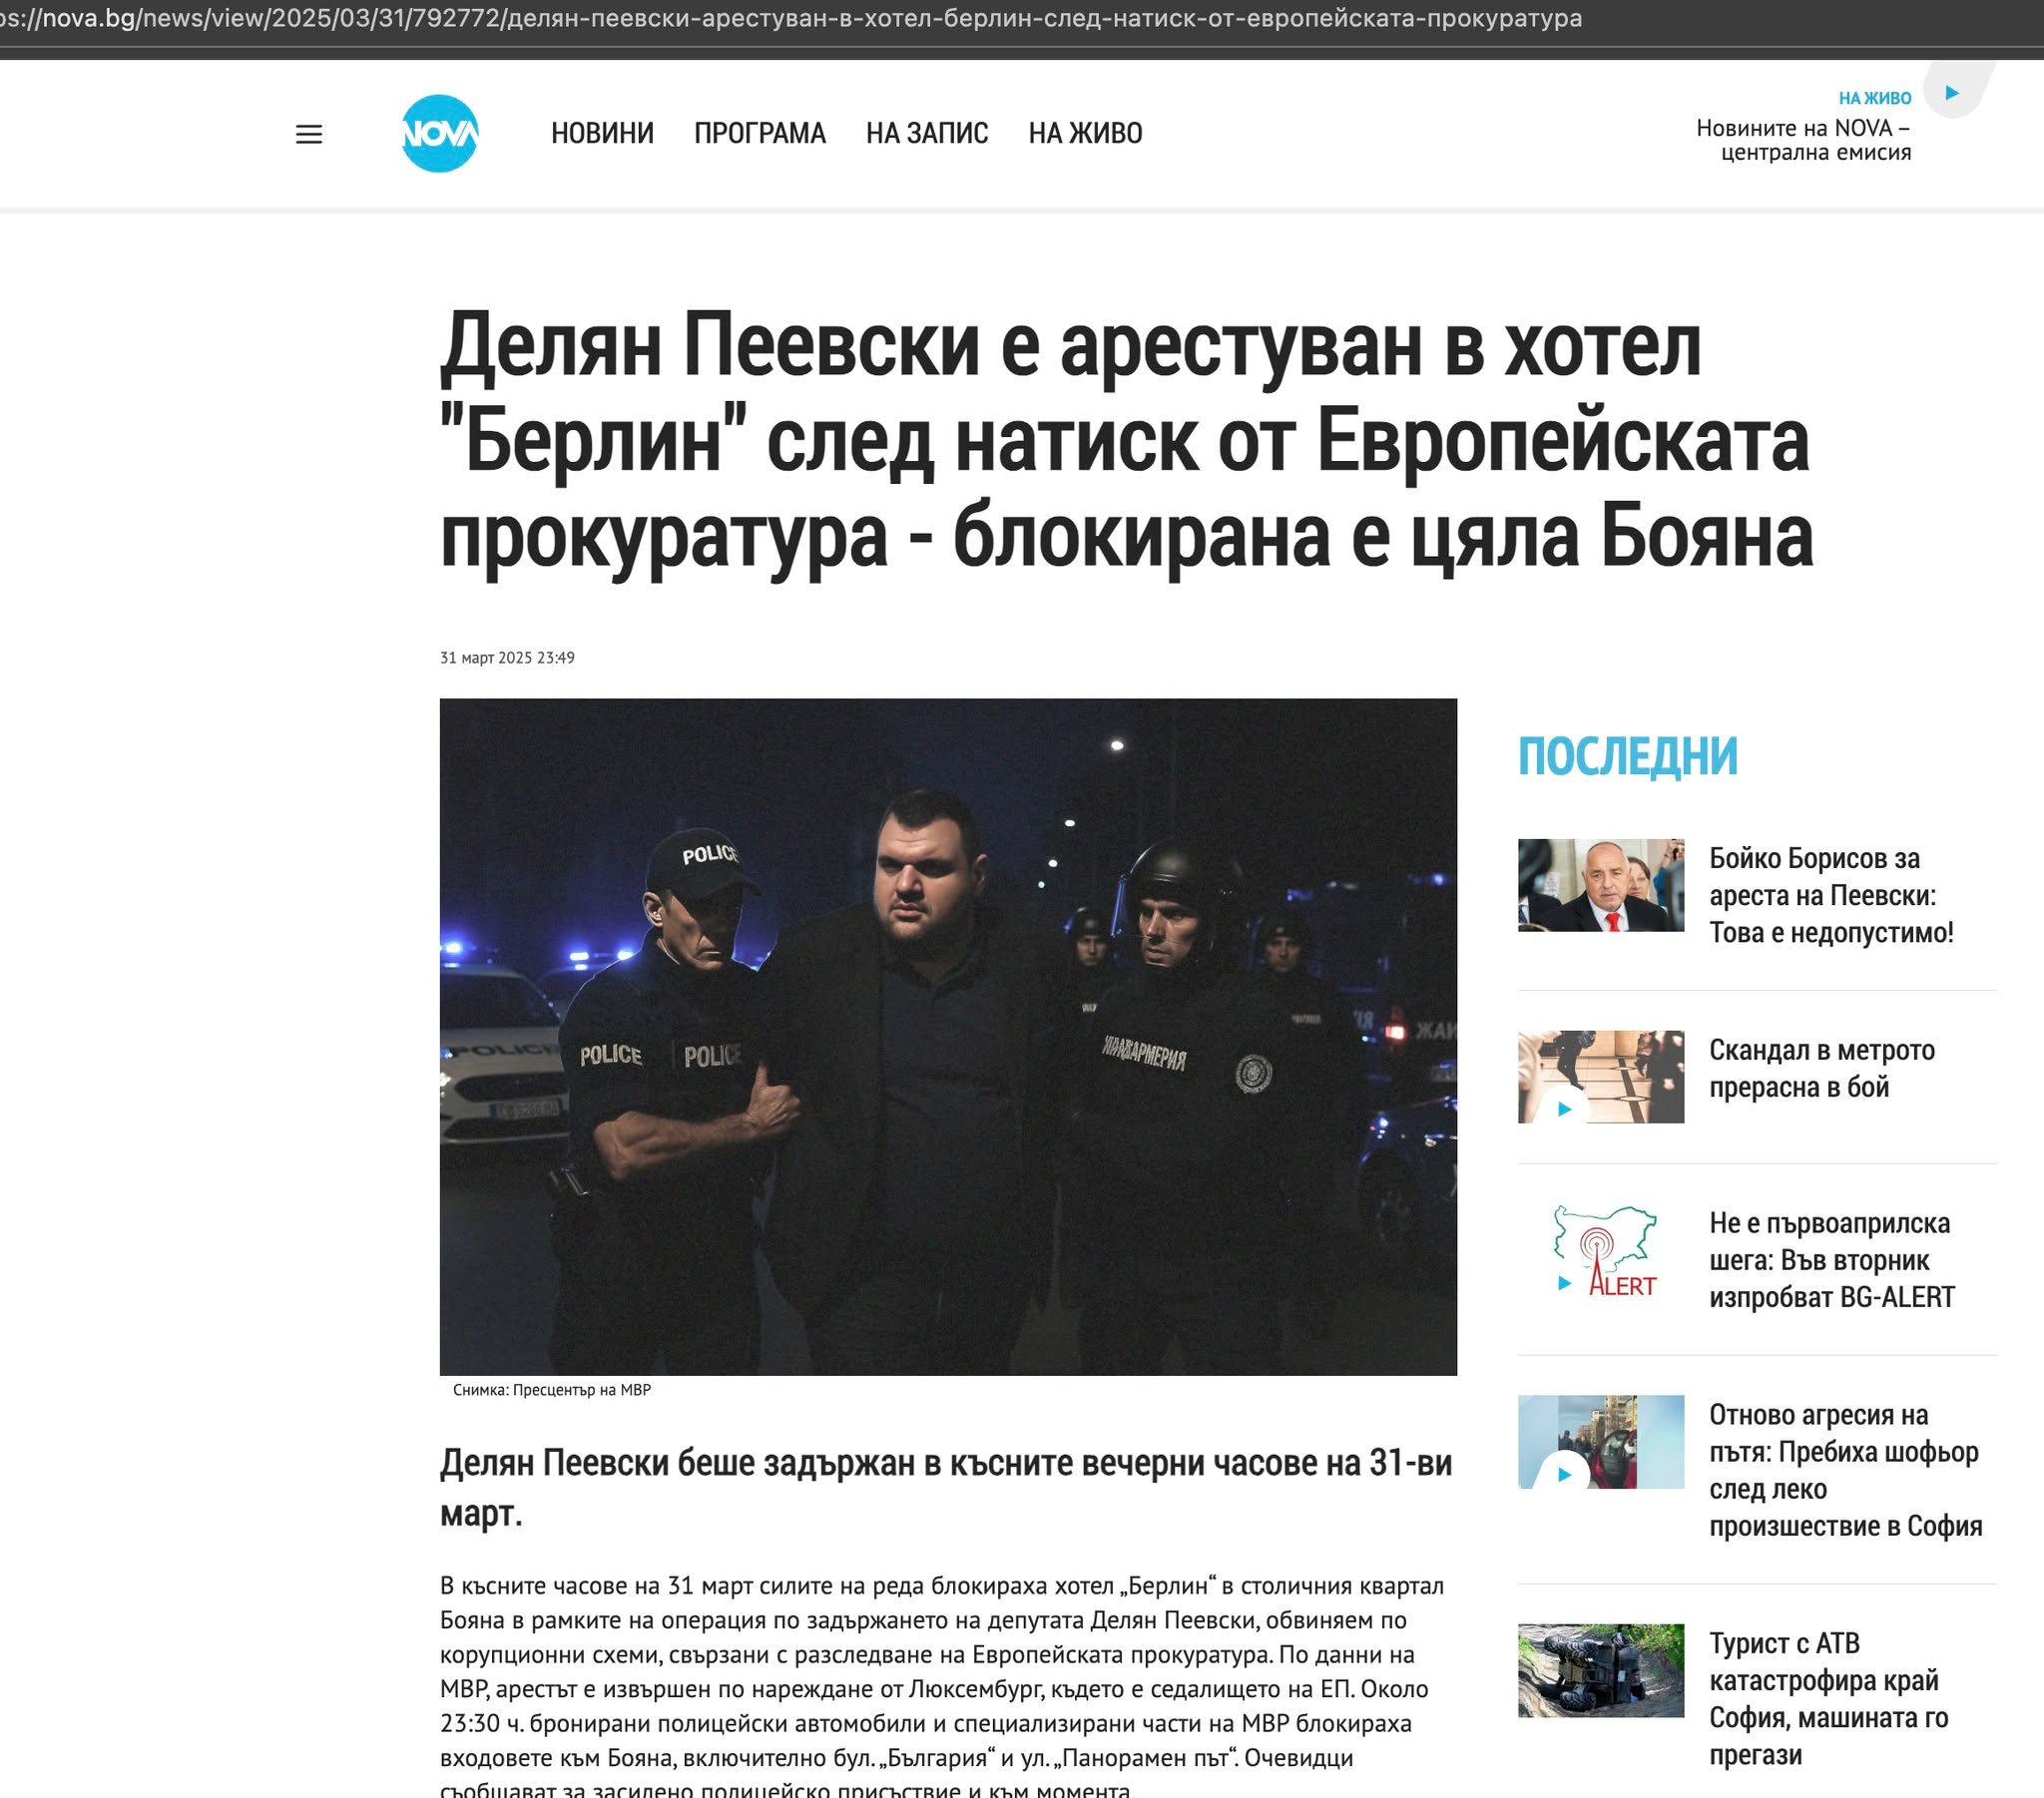 ps://nova.bg/news/view/2025/03/31/792772/делян-пеевски-арестуван-в-хотел-берлин-след-натиск-от-европейската-прокуратура
NOVA
НОВИНИ ПРОГРАМА НА ЗАПИС НА ЖИВО
НА ЖИВО
Новините на NOVA –
централна емисия
Делян Пеевски е арестуван в хотел
"Берлин" след натиск от Европейската
прокуратура - блокирана е цяла Бояна
31 март 2025 23:49
POLICE
POLICE POLICE
Снимка: Пресцентър на МВР
Делян Пеевски беше задържан в късните вечерни часове на 31-ви
март.
В късните часове на 31 март силите на реда блокираха хотел „Берлин“ в столичния квартал
Бояна в рамките на операция по задържането на депутата Делян Пеевски, обвиняем по
корупционни схеми, свързани с разследване на Европейската прокуратура. По данни на
МВР, арестът е извършен по нареждане от Люксембург, където е седалището на ЕП. Около
23:30 ч. бронирани полицейски автомобили и специализирани части на МВР блокираха
входовете към Бояна, включително бул. „България“ и ул. „Панорамен път“. Очевидци
съобщават за засилено полицейско присъствие и към момента.
ПОСЛЕДНИ
Бойко Борисов за
ареста на Пеевски:
Това е недопустимо!
Скандал в метрото
прерасна в бой
ALERT
Не е първоаприлска
шега: Във вторник
изпробват BG-ALERT
Отново агресия на
пътя: Пребиха шофьор
след леко
произшествие в София
Турист с АТВ
катастрофира край
София, машината го
прегази